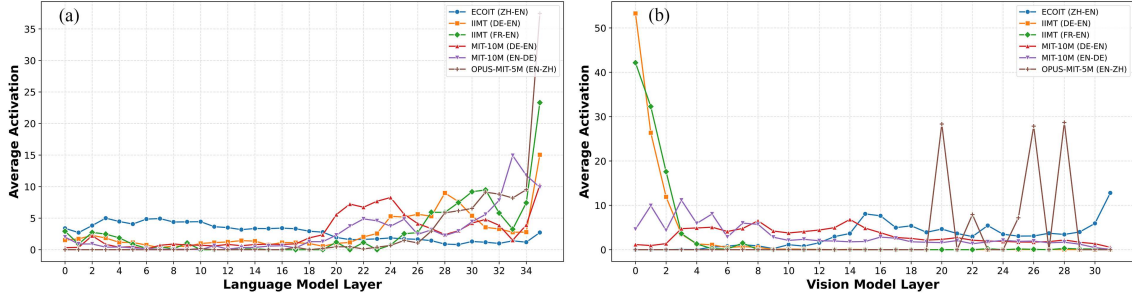 (a)
ECOIT (ZH-EN)
IIMT (DE-EN)
IIMT (FR-EN)
MIT-10M (DE-EN)
MIT-10M (EN-DE)
OPUS-MIT-5M (EN-ZH)
Average Activation
35
30
25
20
15
10
5
0
0 2 4 6 8 10 12 14 16 18 20 22 24 26 28 30 32 34
Language Model Layer
(b)
ECOIT (ZH-EN)
IIMT (DE-EN)
IIMT (FR-EN)
MIT-10M (DE-EN)
MIT-10M (EN-DE)
OPUS-MIT-5M (EN-ZH)
Average Activation
50
40
30
20
10
0
0 2 4 6 8 10 12 14 16 18 20 22 24 26 28 30
Vision Model Layer